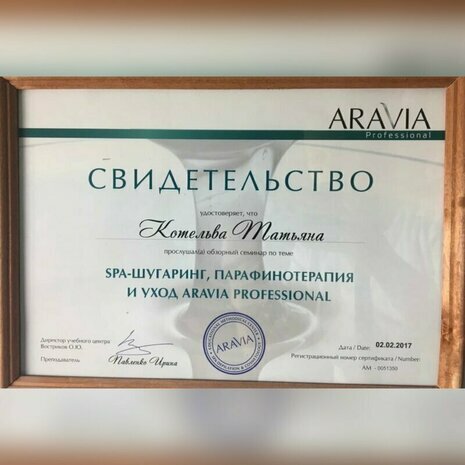 ARAVIA
Professional
СВИДЕТЕЛЬСТВО
удостоверяет, что
Котельва Татьяна
прослушал(а) обзорный семинар по теме
SPA-ШУГАРИНГ, ПАРАФИНОТЕРАПИЯ
И УХОД ARAVIA PROFESSIONAL
Директор учебного центра
Востриков О.Ю.
Преподаватель Павленко Ирина
ARAVIA
Дата / Date: 02.02.2017
Регистрационный номер сертификата / Number:
AM - 0051350